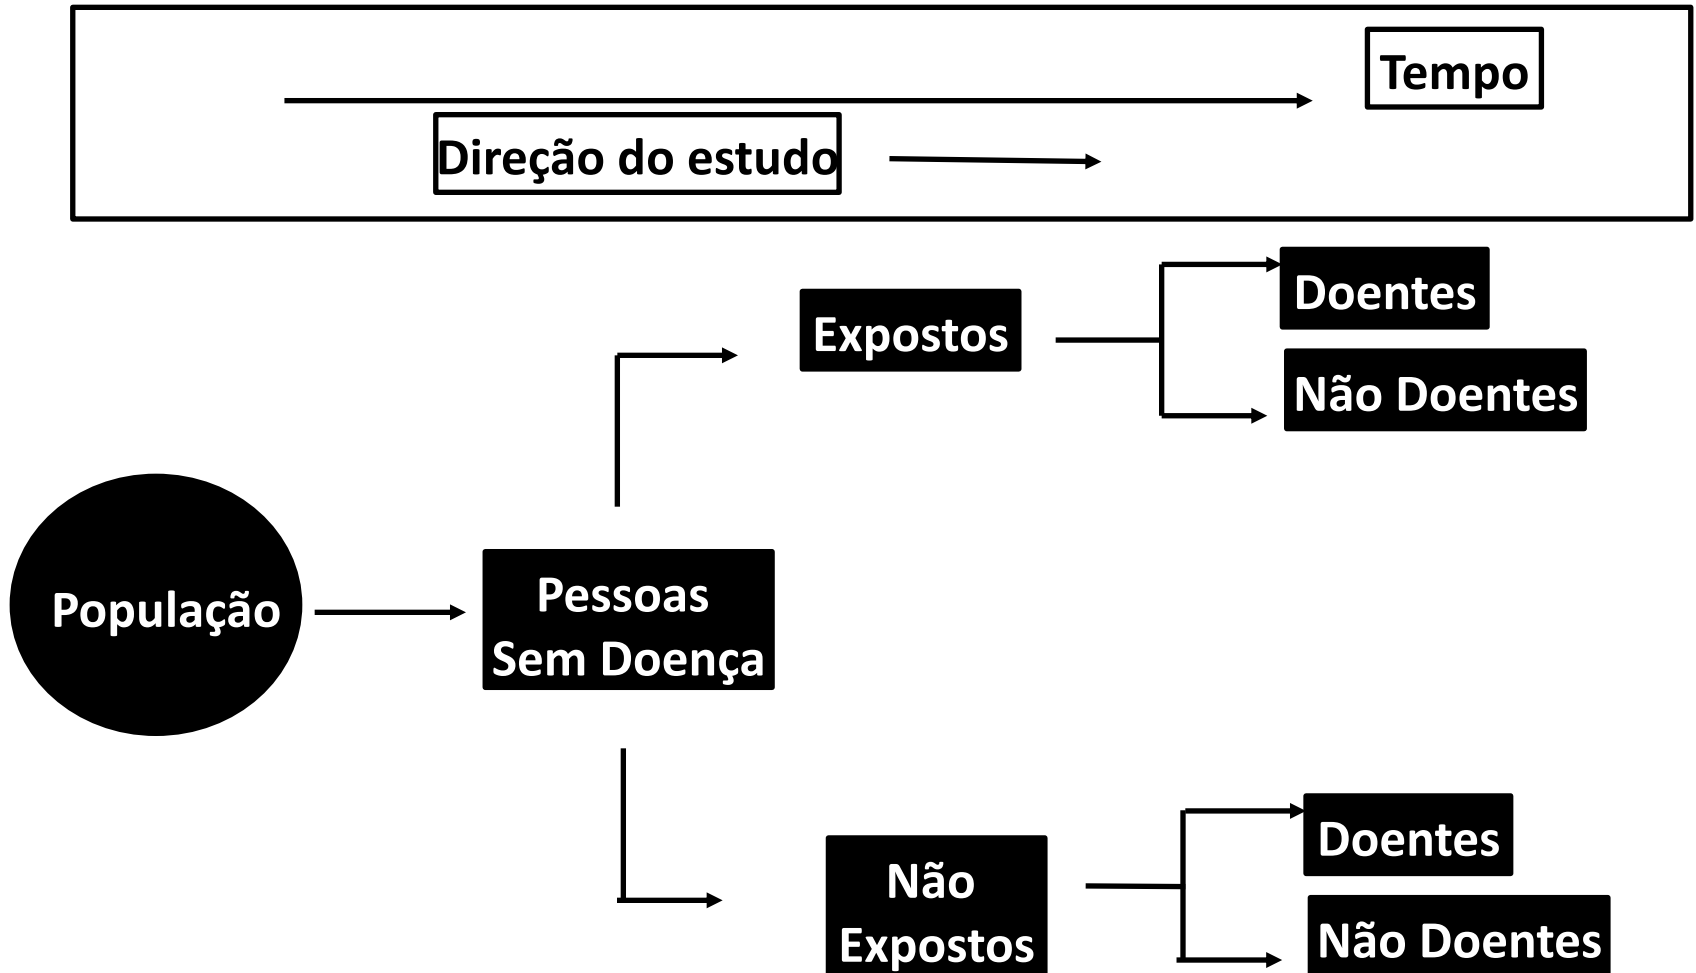 Tempo
Direção do estudo
Doentes
Expostos
Não Doentes
População
Pessoas
Sem Doença
Doentes
Não
Expostos
Não Doentes